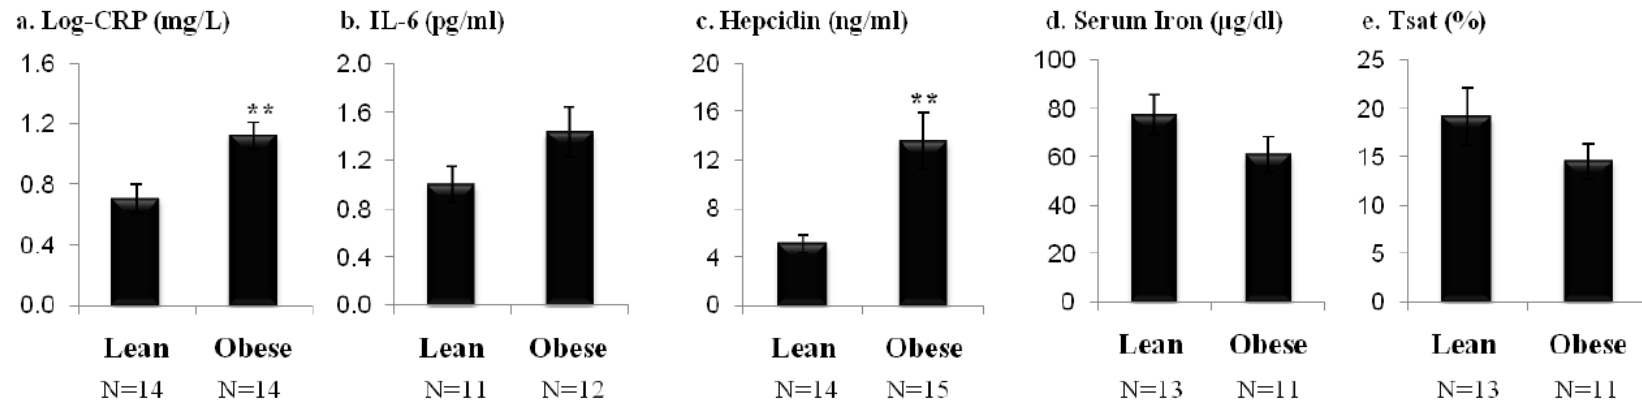 a. Log-CRP (mg/L)
1.6
1.2
0.8
0.4
0.0
**
Lean Obese
N=14 N=14
b. IL-6 (pg/ml)
2.0
1.6
1.2
0.8
0.4
0.0
Lean Obese
N=11 N=12
c. Hepcidin (ng/ml)
20
16
12
8
4
0
**
Lean Obese
N=14 N=15
d. Serum Iron (µg/dl)
100
80
60
40
20
0
Lean Obese
N=13 N=11
e. Tsat (%)
25
20
15
10
5
0
Lean Obese
N=13 N=11